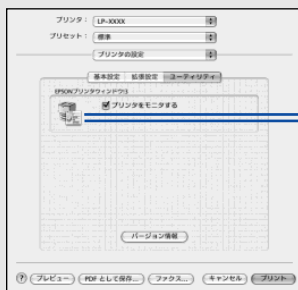 プリンタ： LP-XXXX
プリセット： 標準
プリンタの設定
基本設定 拡張設定 ユーティリティ
EPSONプリンタウィンドウ!3
プリンタをモニタする
バージョン情報
? プレビュー PDF として保存... ファクス... キャンセル プリント